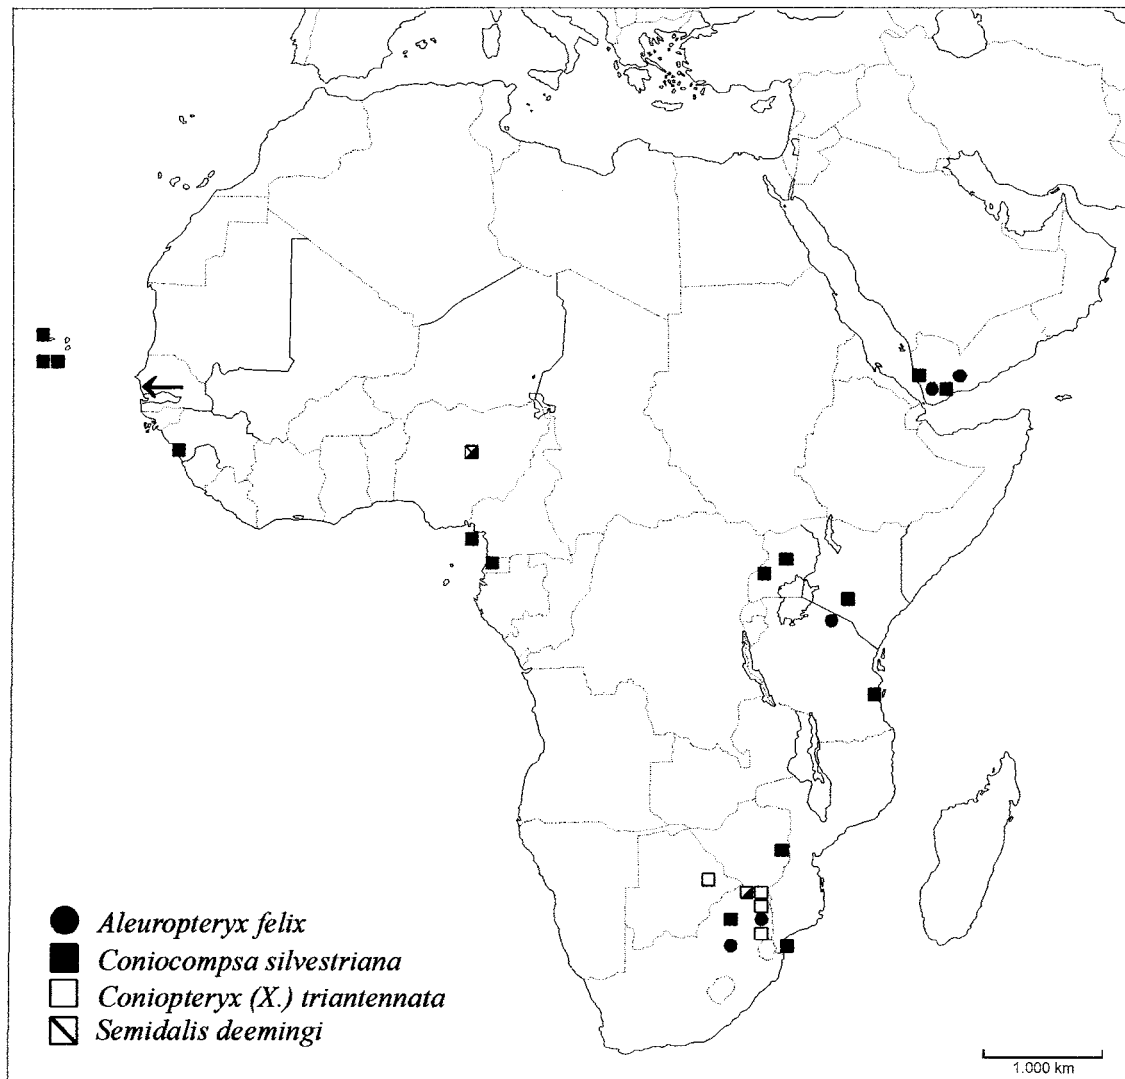 Aleuropteryx felix
Coniocompsa silvestriana
Coniopteryx (X.) triantennata
Semidalis deemingi
1.000 km